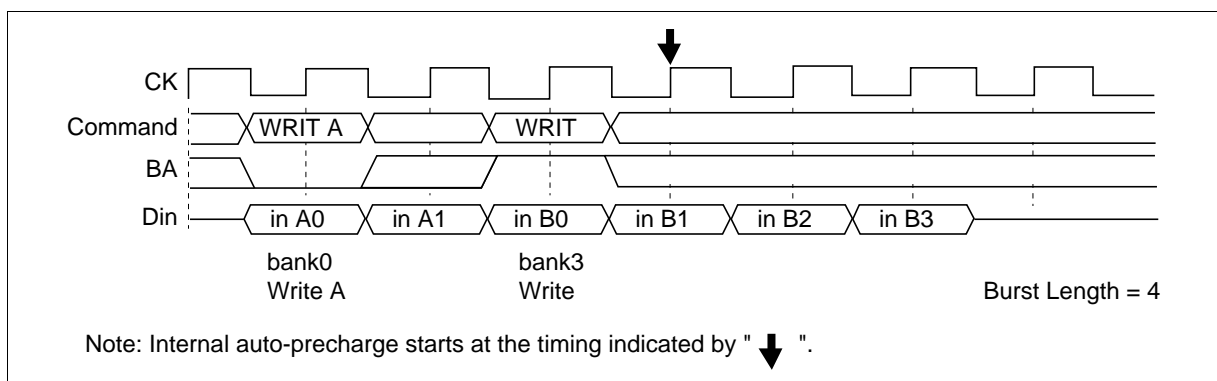 CK
Command WRIT A WRIT
BA
Din in A0 in A1 in B0 in B1 in B2 in B3
bank0 bank3
Write A Write Burst Length = 4
Note: Internal auto-precharge starts at the timing indicated by " ".